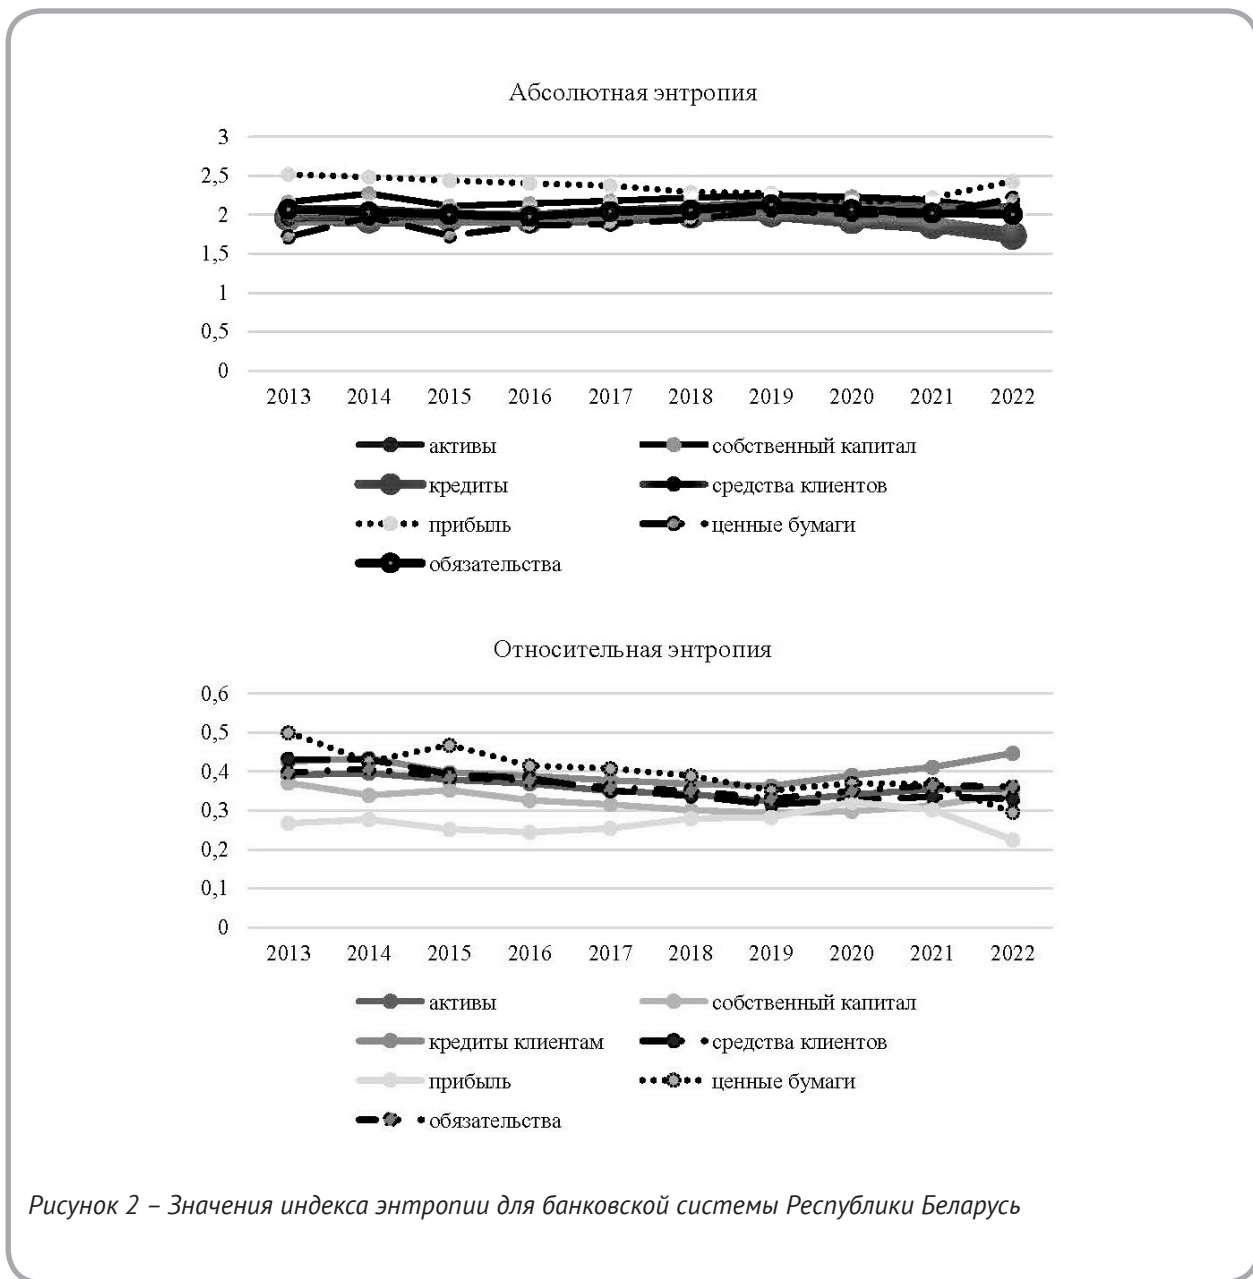 Абсолютная энтропия
3
2,5
2
1,5
1
0,5
0
2013 2014 2015 2016 2017 2018 2019 2020 2021 2022
активы собственный капитал
кредиты средства клиентов
прибыль ценные бумаги
обязательства
Относительная энтропия
0,6
0,5
0,4
0,3
0,2
0,1
0
2013 2014 2015 2016 2017 2018 2019 2020 2021 2022
активы собственный капитал
кредиты клиентам средства клиентов
прибыль ценные бумаги
обязательства
Рисунок 2 – Значения индекса энтропии для банковской системы Республики Беларусь